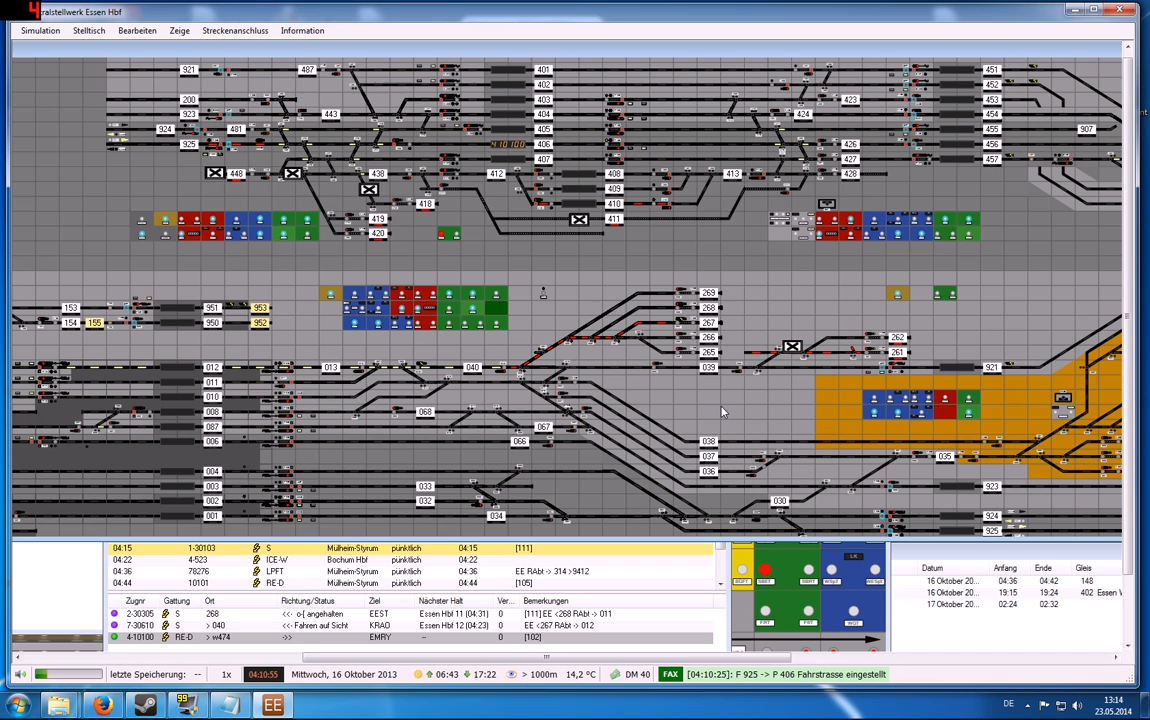 4
tralstellwerk Essen Hbf
Simulation Stelltisch Bearbeiten Zeige Streckenanschluss Information
921 487 401 451
402 452
200 403 423 453
923 443 404 424 454
924 481 405 455 907
925 410100 406 426 456
407 427 457
448 438 412 408 413 428
409
418 410
419 411
420
269
153 951 953 268
154 155 950 952 267
266 262
265 261
012 013 040 039 921
011
010
008 068
087 067
006 066 038
037 035
004 036
003 033 923
002 032 030
001 034 924
925
04:15 1-30103 S Mülheim-Styrum pünktlich 04:15 [111]
04:22 4-523 ICE-W Bochum Hbf pünktlich 04:22
04:36 78276 LPFT Mülheim-Styrum pünktlich 04:36 EE RAbt -> 314 >9412
04:44 10101 RE-D Mülheim-Styrum pünktlich 04:44 [105]
Zugnr Gattung Ort Richtung/Status Ziel Nächster Halt Ver... Bemerkungen
2-30305 S 268 <<- o-[ angehalten EEST Essen Hbf 11 (04:31) 0 [111] EE <268 RAbt -> 011
7-30610 S > 040 <<- Fahren auf Sicht KRAO Essen Hbf 12 (04:23) 0 EE <267 RAbt -> 012
4-10100 RE-D > w474 ->> EMRY – 0 [102]
LK
Datum Anfang Ende Gleis
16 Oktober 20... 04:36 04:42 148
16 Oktober 20... 19:15 19:24 402 Essen
17 Oktober 20... 02:24 02:32
letzte Speicherung: -- 1x 04:10:55 Mittwoch, 16 Oktober 2013 06:43 17:22 > 1000m 14,2 °C DM 40 FAX [04:10:25]: F 925 -> P 406 Fahrstrasse eingestellt
99 EE DE 13:14
23.05.2014